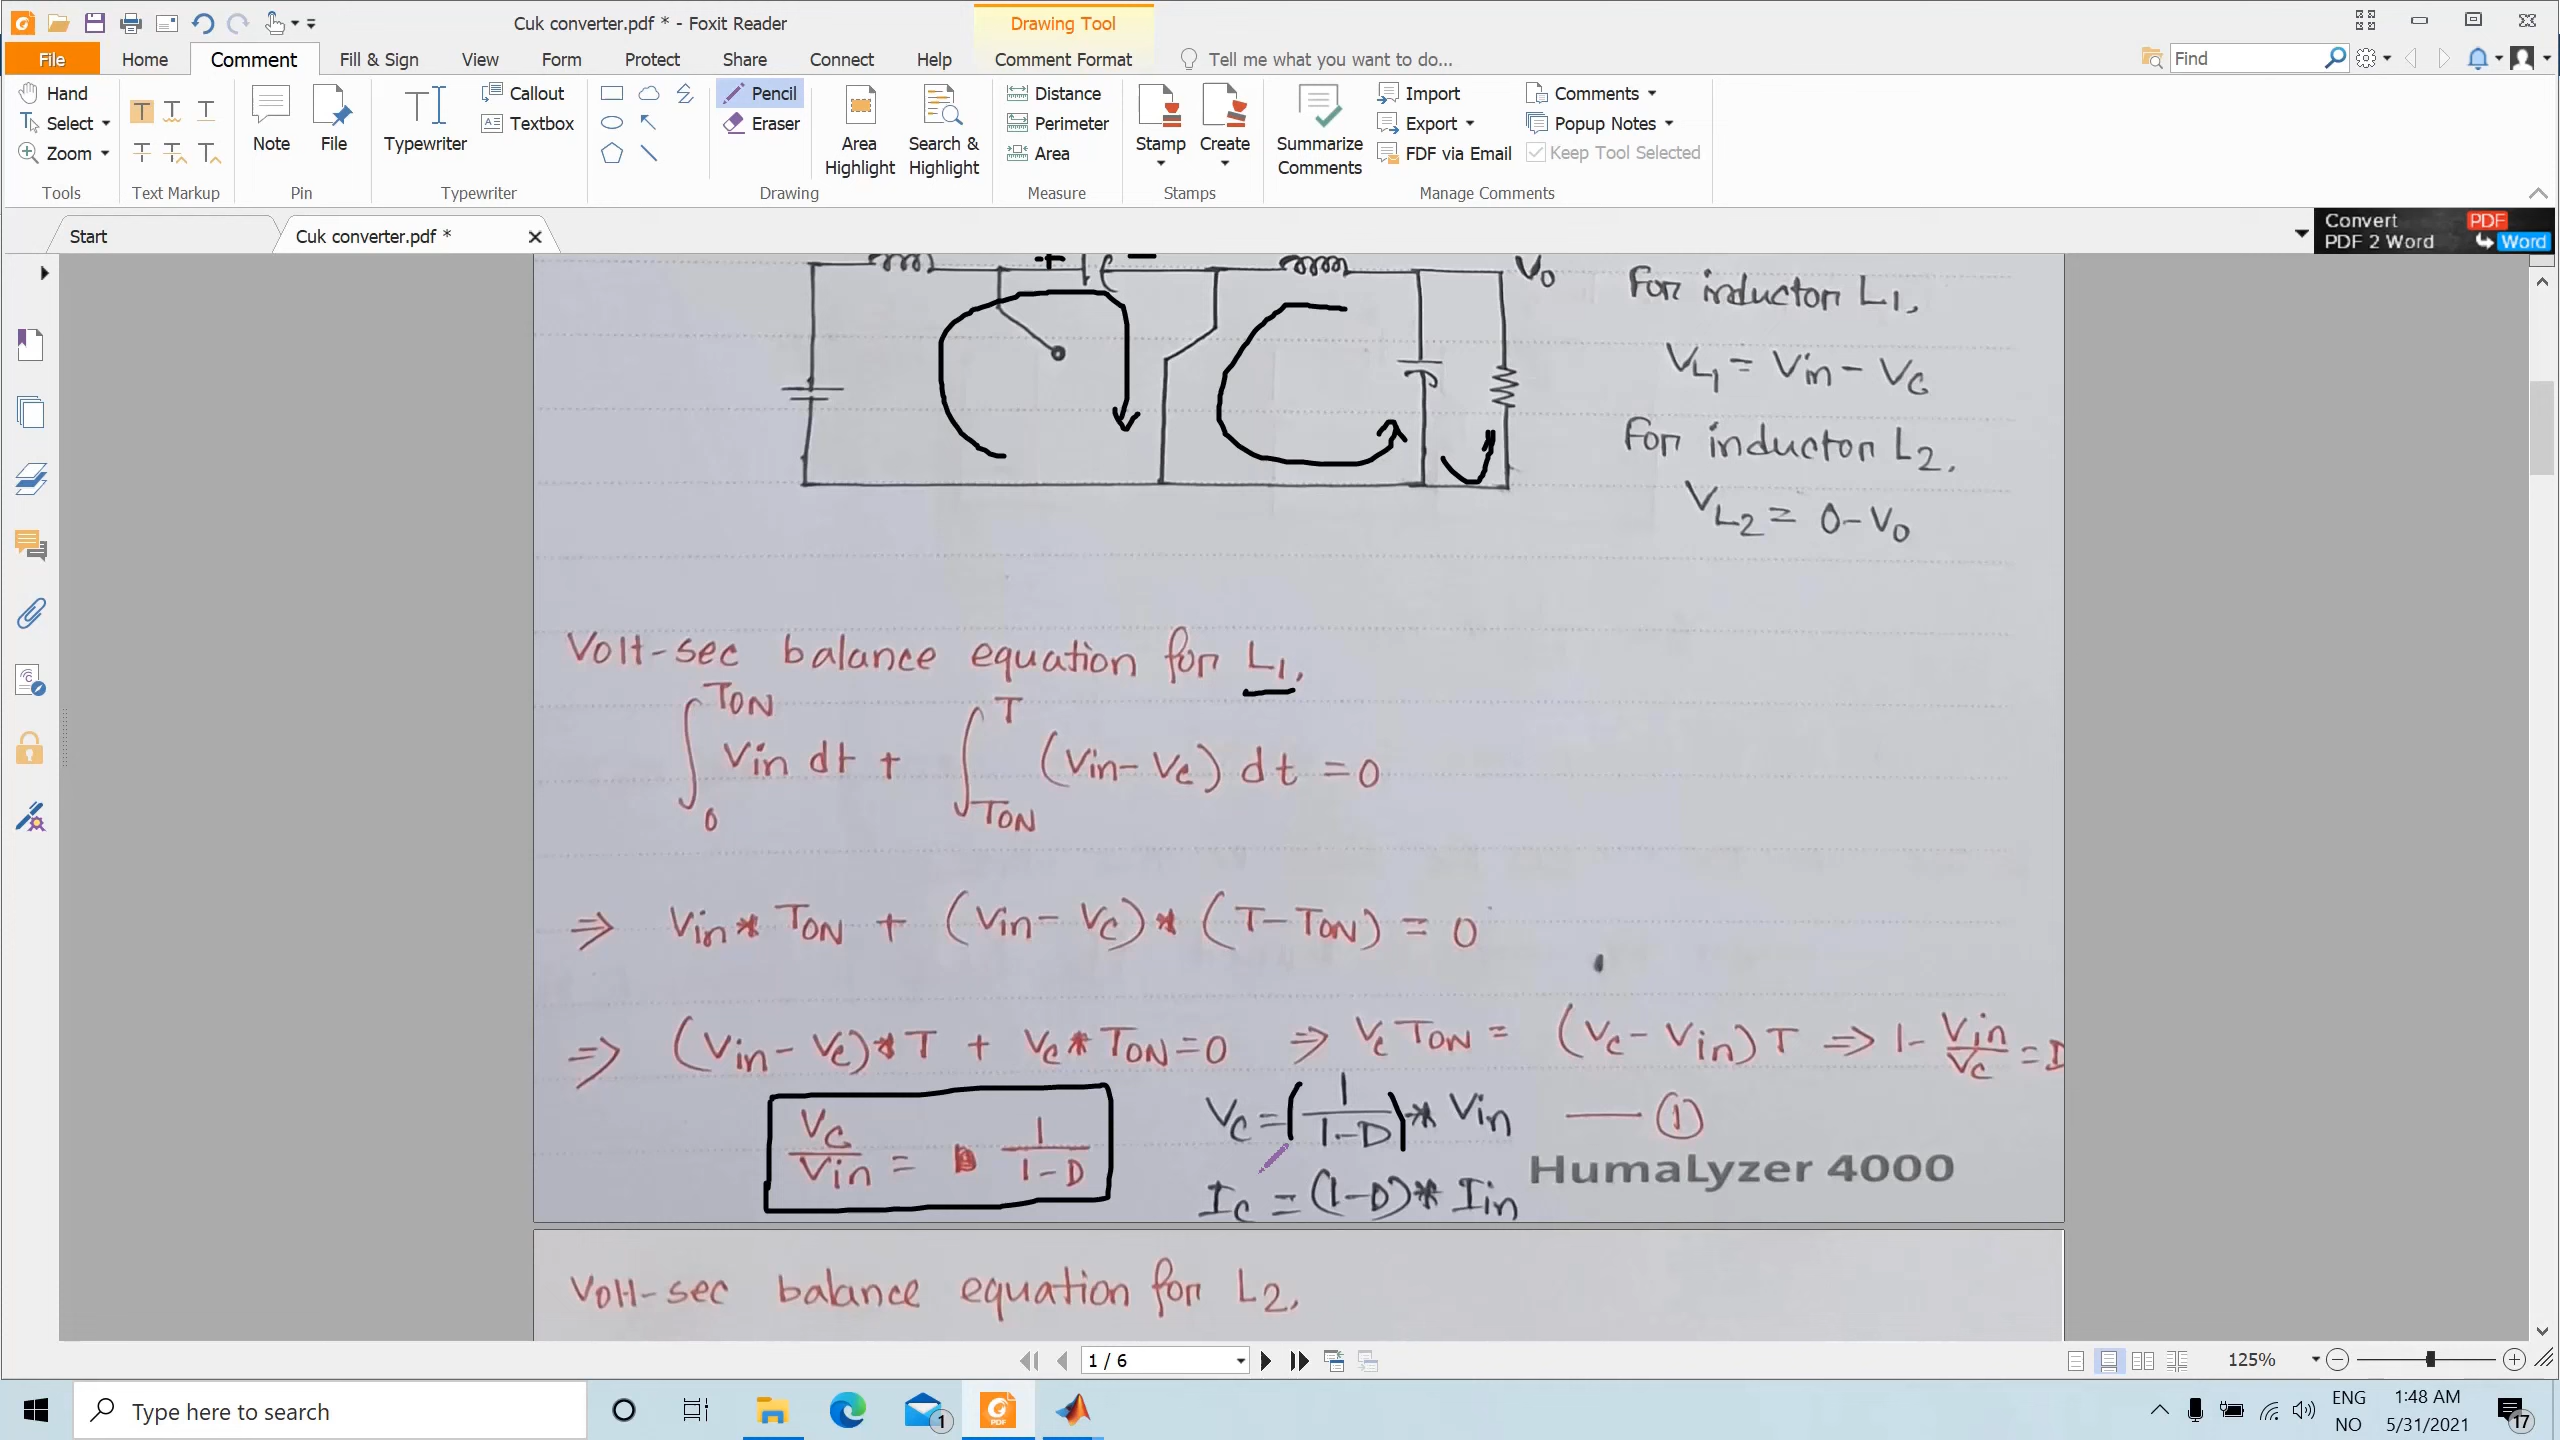 Cuk converter.pdf * - Foxit Reader
Drawing Tool
File Home Comment Fill & Sign View Form Protect Share Connect Help Comment Format Tell me what you want to do... Find
Hand
Select
Zoom
Tools
Text Markup
Note
File
Pin
Typewriter
Callout
Textbox
Typewriter
Pencil
Eraser
Drawing
Area Highlight
Search & Highlight
Distance
Perimeter
Area
Measure
Stamp
Create
Stamps
Summarize Comments
Import
Export
FDF via Email
Comments
Popup Notes
Keep Tool Selected
Manage Comments
Start
Cuk converter.pdf *
Convert PDF
PDF 2 Word Word
+ -
Vo
For inductor L1,
VL1 = Vin - Vc
For inductor L2,
VL2 = 0 - Vo
Volt-sec balance equation for L1,
∫0^TON Vin dt + ∫TON^T (Vin - Vc) dt = 0
⇒ Vin * TON + (Vin - Vc) * (T - TON) = 0
⇒ (Vin - Vc) * T + Vc * TON = 0 ⇒ Vc TON = (Vc - Vin) T ⇒ 1 - Vin/Vc = D
Vc/Vin = 1/(1-D)
Vc = (1/(1-D)) * Vin —— ①
Ic = (1-D) * Iin
HumaLyzer 4000
Volt-sec balance equation for L2,
1 / 6
125%
Type here to search
1
PDF
ENG
NO
1:48 AM
5/31/2021
17